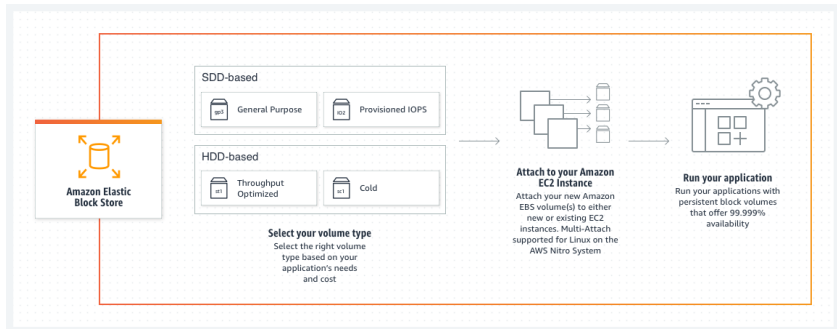 SDD-based
gp3
General Purpose
IO2
Provisioned IOPS
HDD-based
Throughput
Optimized
Cold
Amazon Elastic
Block Store
Select your volume type
Select the right volume
type based on your
application's needs
and cost
Attach to your Amazon
EC2 Instance
Attach your new Amazon
EBS volume(s) to either
new or existing EC2
instances. Multi-Attach
supported for Linux on the
AWS Nitro System
Run your application
Run your applications with
persistent block volumes
that offer 99.999%
availability